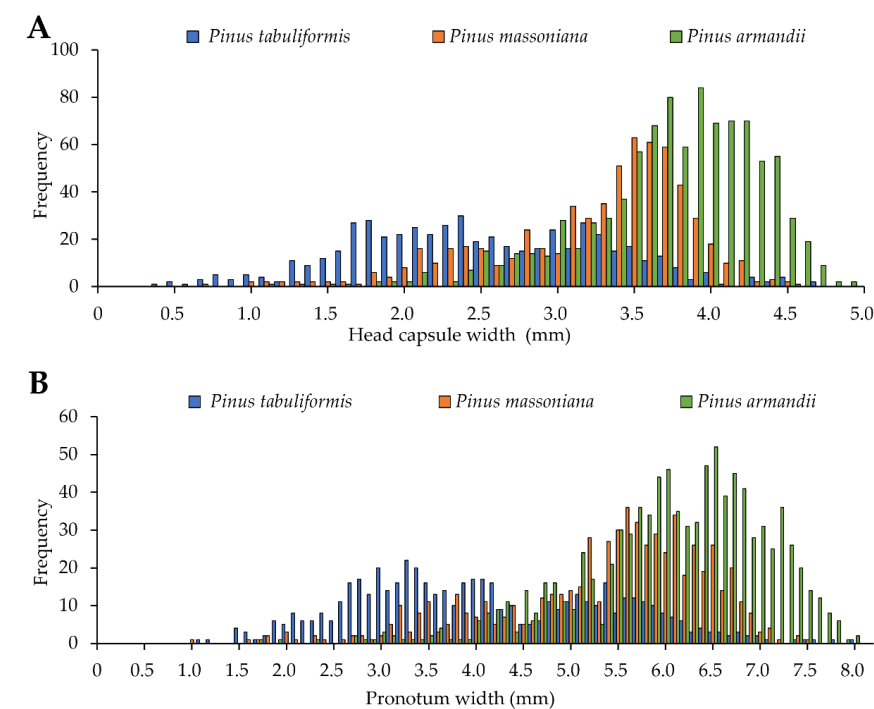 A
Pinus tabuliformis Pinus massoniana Pinus armandii
100
80
60
40
20
0
Frequency
0 0.5 1.0 1.5 2.0 2.5 3.0 3.5 4.0 4.5 5.0
Head capsule width (mm)
B
Pinus tabuliformis Pinus massoniana Pinus armandii
60
50
40
30
20
10
0
Frequency
0 0.5 1.0 1.5 2.0 2.5 3.0 3.5 4.0 4.5 5.0 5.5 6.0 6.5 7.0 7.5 8.0
Pronotum width (mm)